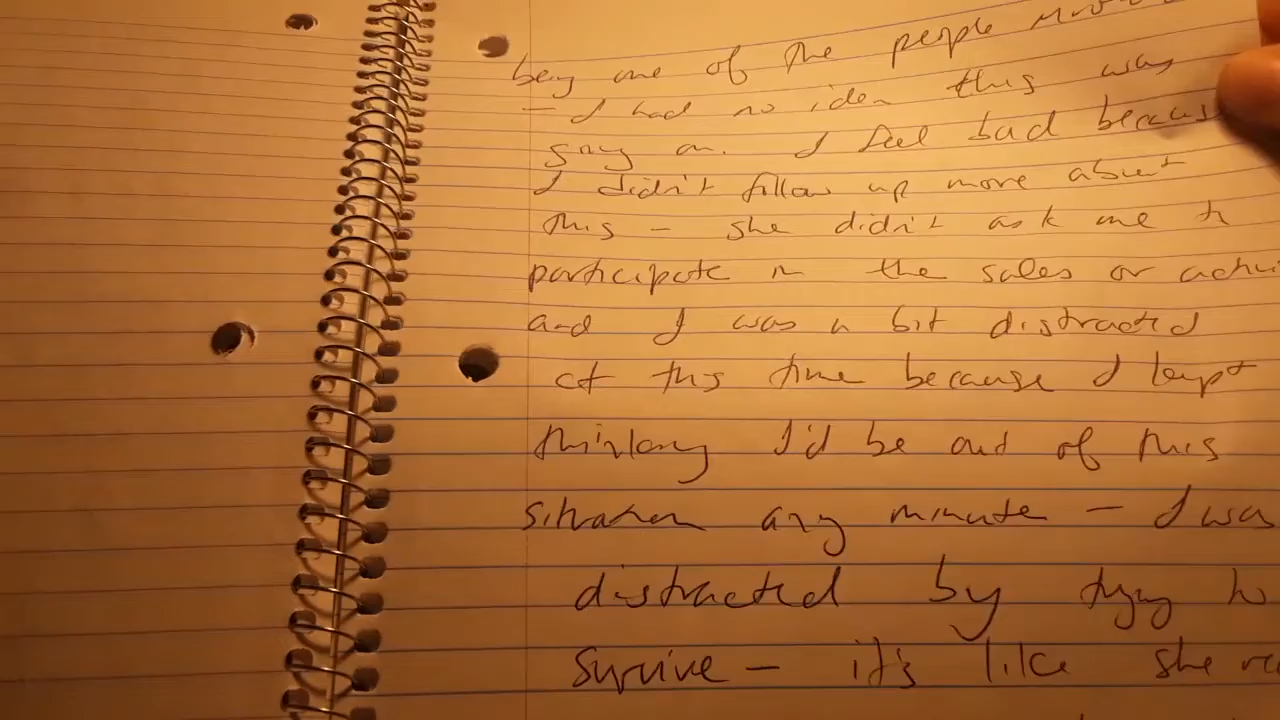 being one of the people
— I had no idea this was
going on. I feel bad because
I didn't follow up more about
this — she didn't ask me to
participate in the sales or
and I was a bit distracted
at this time because I kept
thinking I'd be out of this
situation any minute — I was
distracted by trying to
survive — it's like she